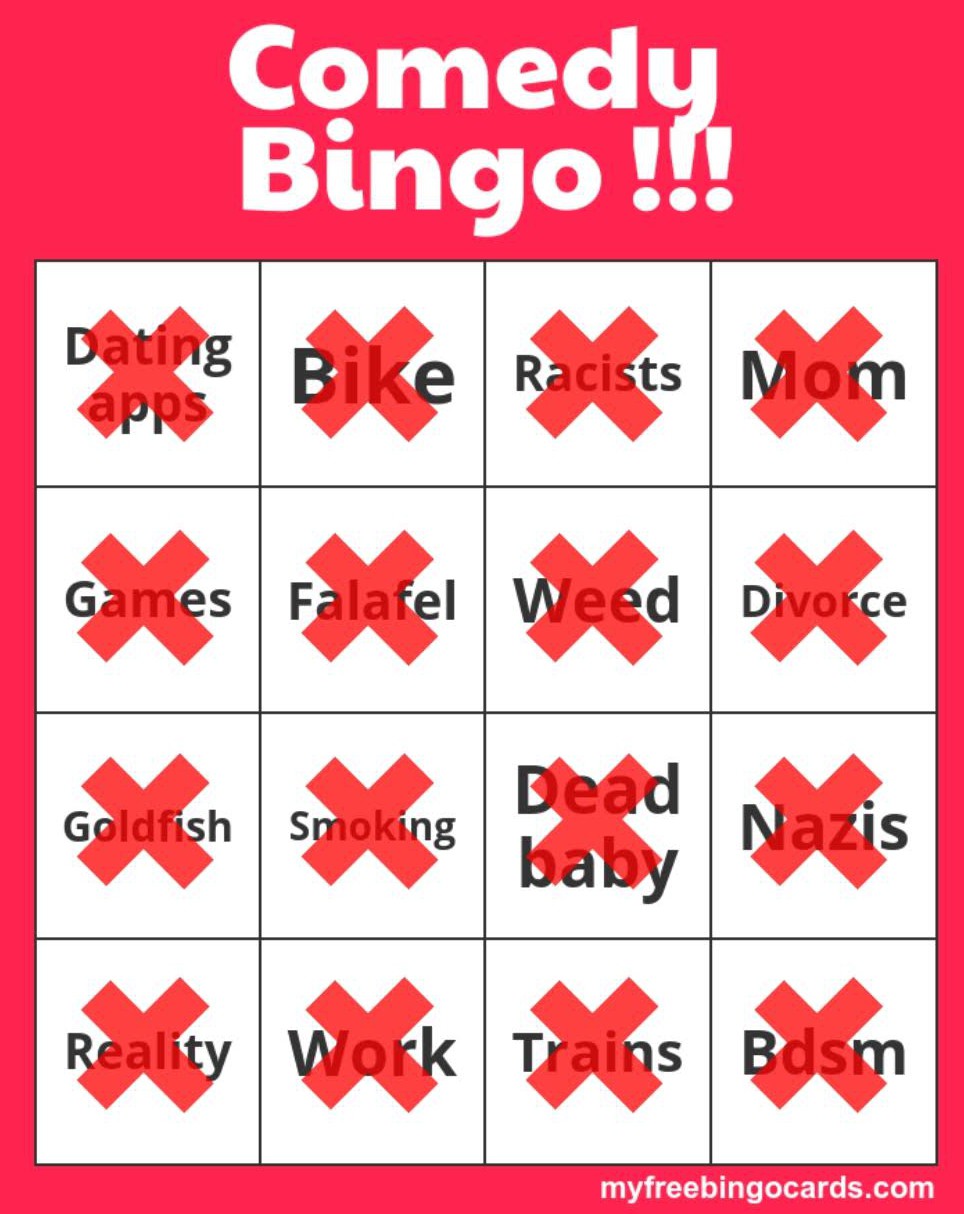 Comedy
Bingo !!!
Dating
apps
Bike
Racists
Mom
Games
Falafel
Weed
Divorce
Goldfish
Smoking
Dead
baby
Nazis
Reality
Work
Trains
Bdsm
myfreebingocards.com